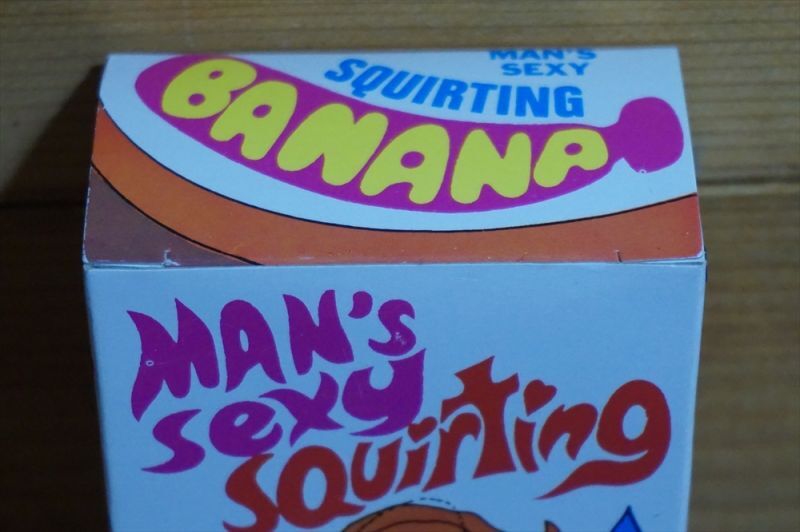 MAN'S
SEXY
SQUIRTING
BANANA
MAN'S
sexy
SQuirting